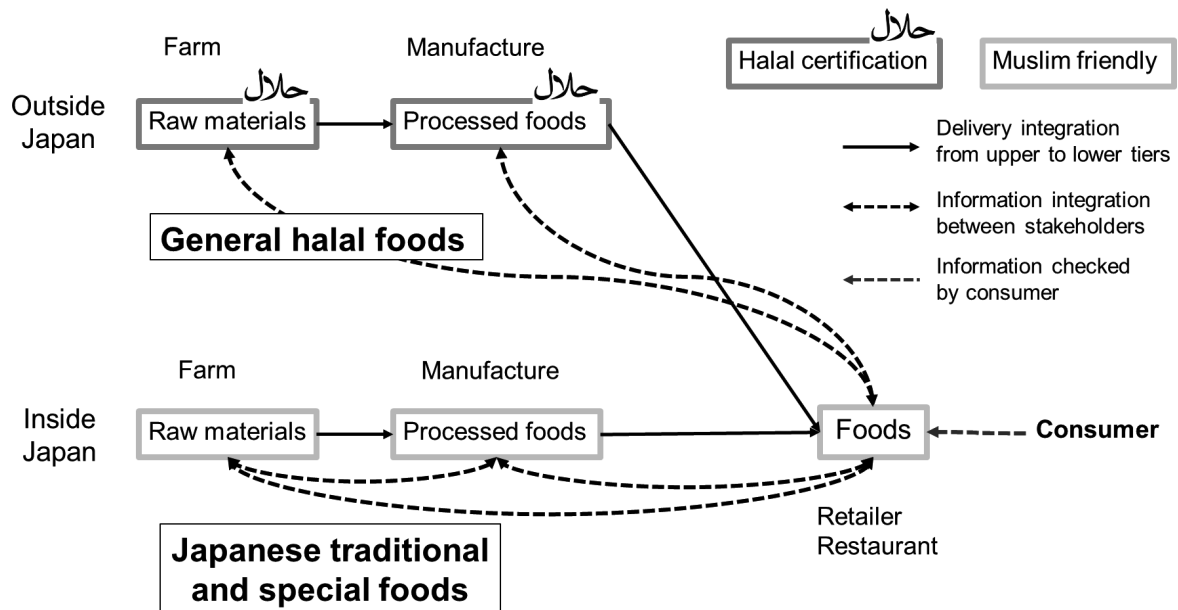 Farm
Manufacture
حلال
Halal certification
Muslim friendly
Outside
Japan
حلال
Raw materials
حلال
Processed foods
Delivery integration
from upper to lower tiers
Information integration
between stakeholders
Information checked
by consumer
General halal foods
Farm
Manufacture
Inside
Japan
Raw materials
Processed foods
Foods
Consumer
Retailer
Restaurant
Japanese traditional
and special foods